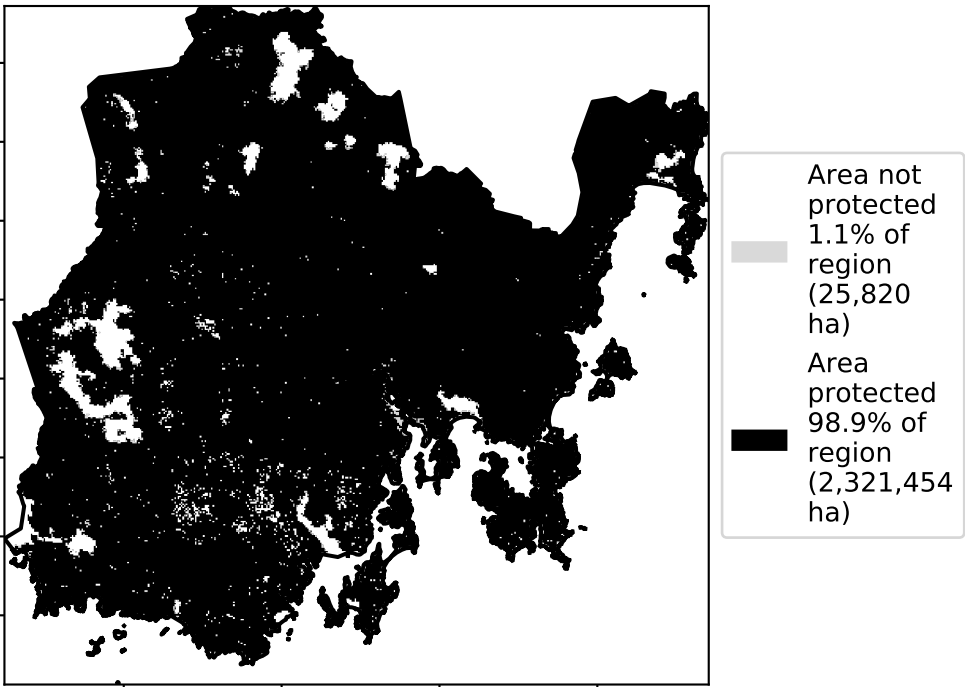 Area not
protected
1.1% of
region
(25,820
ha)
Area
protected
98.9% of
region
(2,321,454
ha)